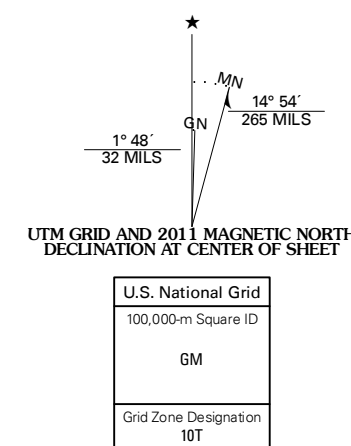 MN
GN
14° 54´
265 MILS
1° 48´
32 MILS
UTM GRID AND 2011 MAGNETIC NORTH
DECLINATION AT CENTER OF SHEET
U.S. National Grid
100,000-m Square ID
GM
Grid Zone Designation
10T